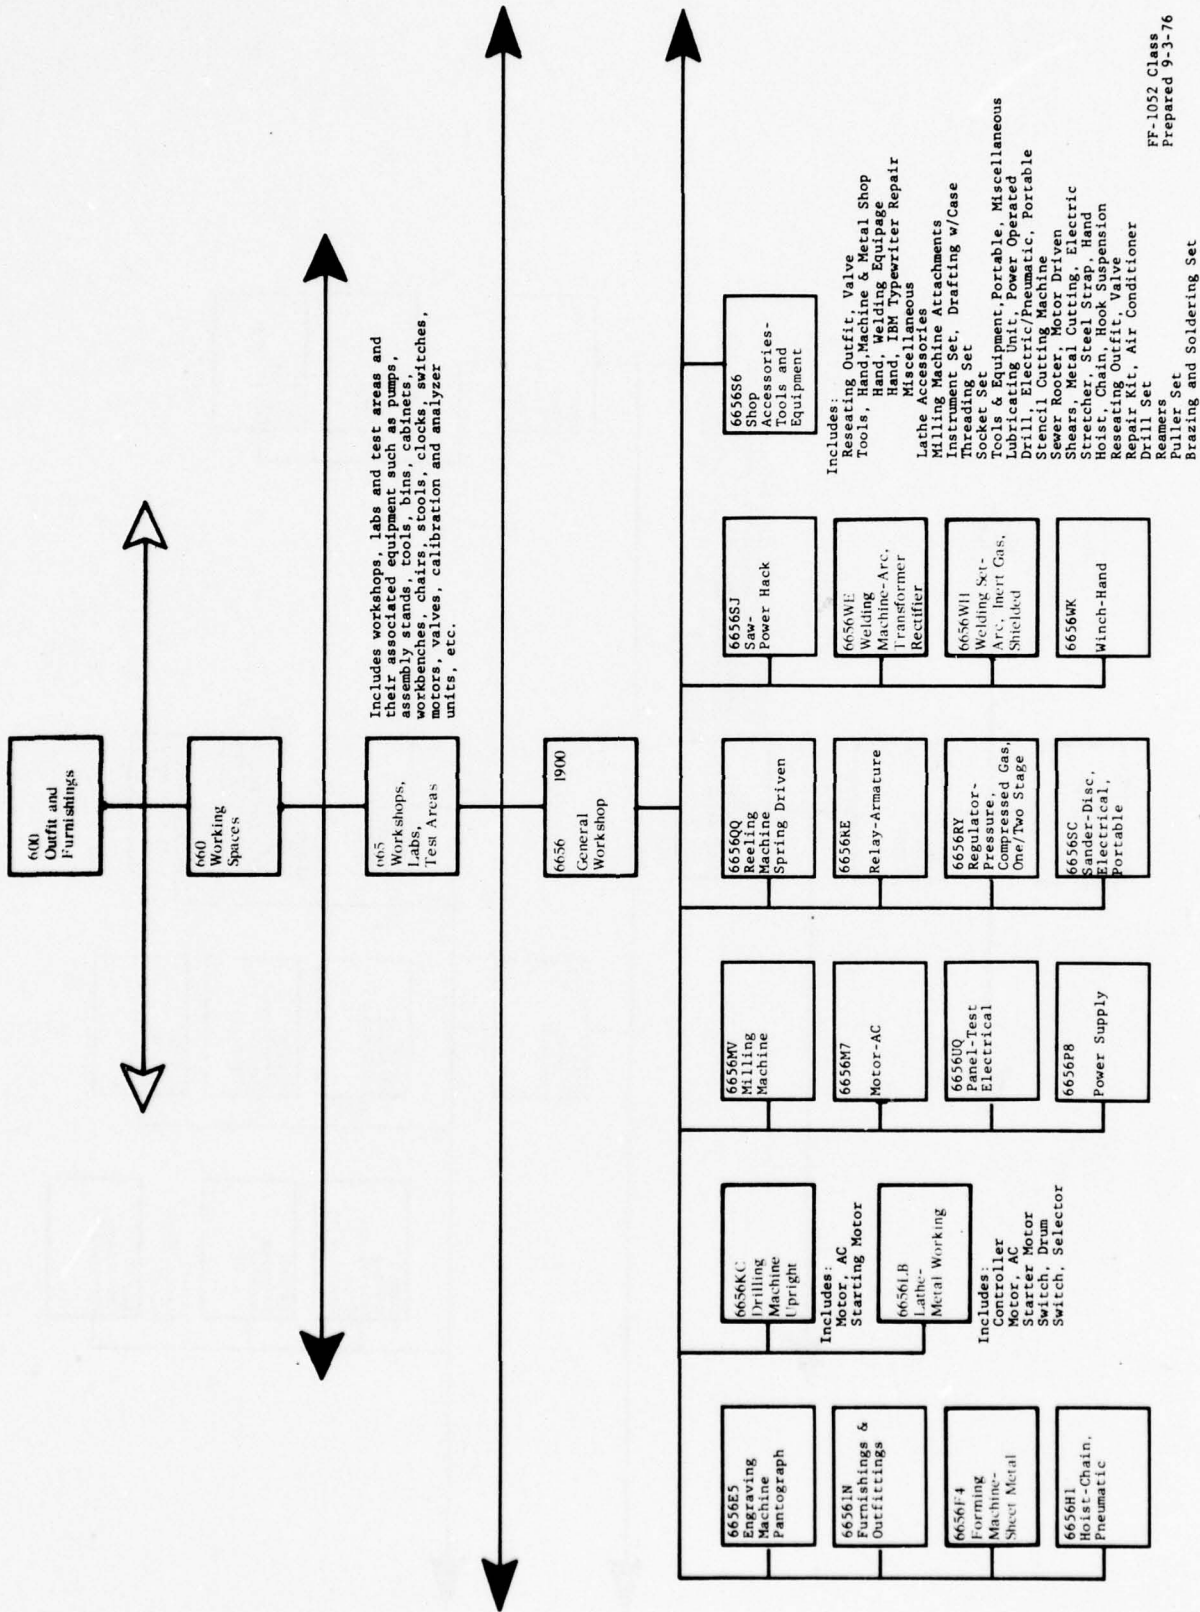 600
Outfit and
Furnishings
660
Working
Spaces
665
Workshops,
Labs,
Test Areas
Includes workshops, labs and test areas and
their associated equipment such as pumps,
assembly stands, tools, bins, cabinets,
workbenches, chairs, stools, clocks, switches,
motors, valves, calibration and analyzer
units, etc.
6656 1900
General
Workshop
6656E5
Engraving
Machine
Pantograph
66561N
Furnishings &
Outfittings
6656F4
Forming
Machine-
Sheet Metal
6656H1
Hoist-Chain,
Pneumatic
6656KC
Drilling
Machine
Upright
Includes:
Motor, AC
Starting Motor
6656LB
Lathe-
Metal Working
Includes:
Controller
Motor, AC
Starter Motor
Switch, Drum
Switch, Selector
6656MV
Milling
Machine
6656M7
Motor-AC
6656UQ
Panel-Test
Electrical
6656P8
Power Supply
6656QQ
Reeling
Machine
Spring Driven
6656RE
Relay-Armature
6656RY
Regulator-
Pressure,
Compressed Gas,
One/Two Stage
6656SC
Sander-Disc,
Electrical,
Portable
6656SJ
Saw-
Power Hack
6656WE
Welding
Machine-Arc,
Transformer
Rectifier
6656WH
Welding Set-
Arc, Inert Gas,
Shielded
6656WK
Winch-Hand
6656S6
Shop
Accessories-
Tools and
Equipment
Includes:
Reseating Outfit, Valve
Tools, Hand,Machine & Metal Shop
Hand, Welding Equipage
Hand, IBM Typewriter Repair
Miscellaneous
Lathe Accessories
Milling Machine Attachments
Instrument Set, Drafting w/Case
Threading Set
Socket Set
Tools & Equipment,Portable, Miscellaneous
Lubricating Unit, Power Operated
Drill, Electric/Pneumatic, Portable
Stencil Cutting Machine
Sewer Rooter, Motor Driven
Shears, Metal Cutting, Electric
Stretcher, Steel Strap, Hand
Hoist, Chain, Hook Suspension
Reseating Outfit, Valve
Repair Kit, Air Conditioner
Drill Set
Reamers
Puller Set
Brazing and Soldering Set
FF-1052 Class
Prepared 9-3-76